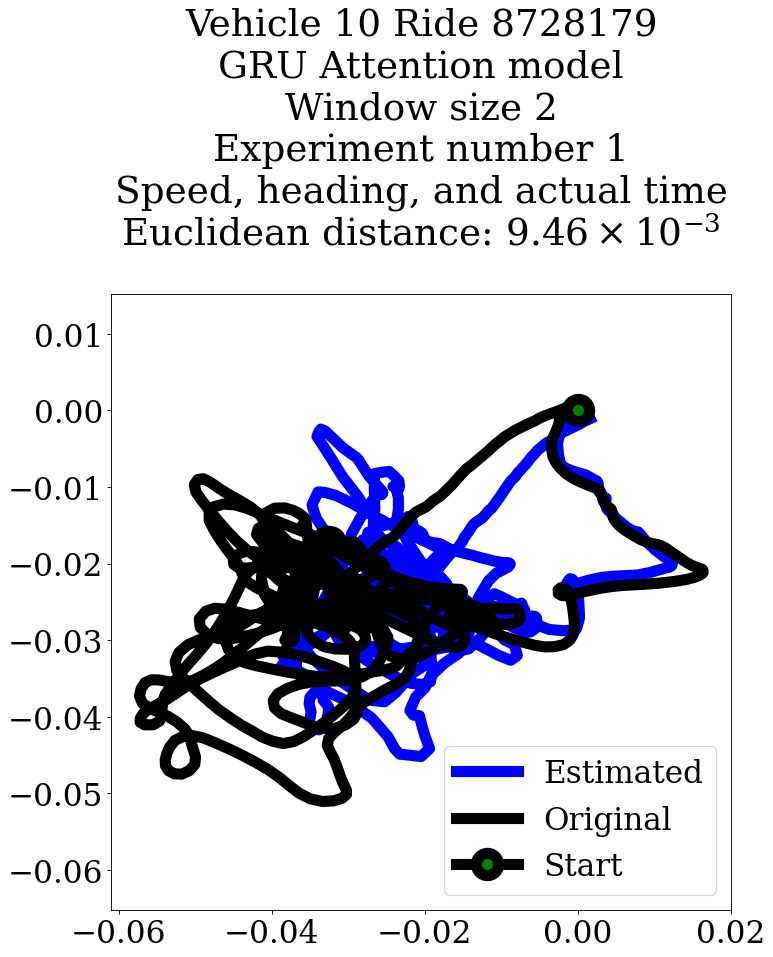 Vehicle 10 Ride 8728179
GRU Attention model
Window size 2
Experiment number 1
Speed, heading, and actual time
Euclidean distance: 9.46 × 10⁻³
0.01
0.00
−0.01
−0.02
−0.03
−0.04
−0.05
−0.06
Estimated
Original
Start
−0.06
−0.04
−0.02
0.00
0.02